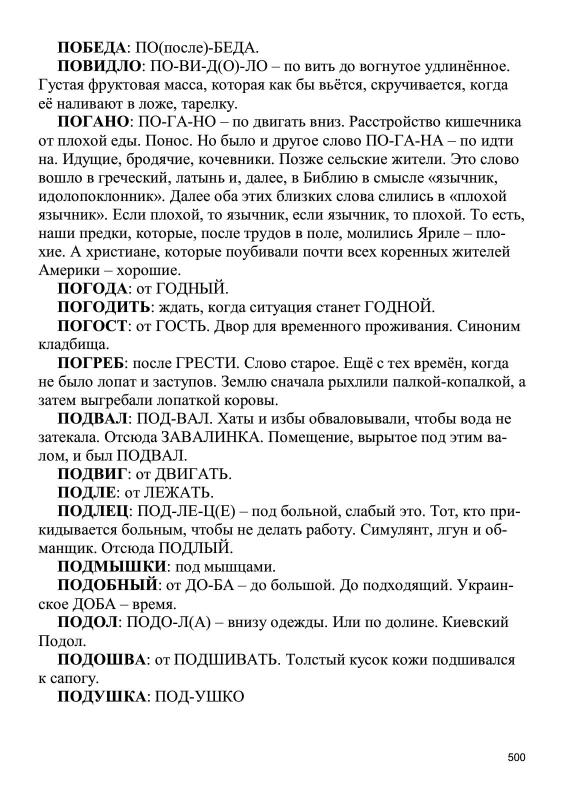 ПОБЕДА: ПО(после)-БЕДА.
ПОВИДЛО: ПО-ВИ-Д(О)-ЛО – по вить до вогнутое удлинённое.
Густая фруктовая масса, которая как бы вьётся, скручивается, когда
её наливают в ложе, тарелку.
ПОГАНО: ПО-ГА-НО – по двигать вниз. Расстройство кишечника
от плохой еды. Понос. Но было и другое слово ПО-ГА-НА – по идти
на. Идущие, бродячие, кочевники. Позже сельские жители. Это слово
вошло в греческий, латынь и, далее, в Библию в смысле «язычник,
идолопоклонник». Далее оба этих близких слова слились в «плохой
язычник». Если плохой, то язычник, если язычник, то плохой. То есть,
наши предки, которые, после трудов в поле, молились Яриле – пло-
хие. А христиане, которые поубивали почти всех коренных жителей
Америки – хорошие.
ПОГОДА: от ГОДНЫЙ.
ПОГОДИТЬ: ждать, когда ситуация станет ГОДНОЙ.
ПОГОСТ: от ГОСТЬ. Двор для временного проживания. Синоним
кладбища.
ПОГРЕБ: после ГРЕСТИ. Слово старое. Ещё с тех времён, когда
не было лопат и заступов. Землю сначала рыхлили палкой-копалкой, а
затем выгребали лопаткой коровы.
ПОДВАЛ: ПОД-ВАЛ. Хаты и избы обваловывали, чтобы вода не
затекала. Отсюда ЗАВАЛИНКА. Помещение, вырытое под этим ва-
лом, и был ПОДВАЛ.
ПОДВИГ: от ДВИГАТЬ.
ПОДЛЕ: от ЛЕЖАТЬ.
ПОДЛЕЦ: ПОД-ЛЕ-Ц(Е) – под больной, слабый это. Тот, кто при-
кидывается больным, чтобы не делать работу. Симулянт, лгун и об-
манщик. Отсюда ПОДЛЫЙ.
ПОДМЫШКИ: под мышцами.
ПОДОБНЫЙ: от ДО-БА – до большой. До подходящий. Украин-
ское ДОБА – время.
ПОДОЛ: ПОДО-Л(А) – внизу одежды. Или по долине. Киевский
Подол.
ПОДОШВА: от ПОДШИВАТЬ. Толстый кусок кожи подшивался
к сапогу.
ПОДУШКА: ПОД-УШКО
500